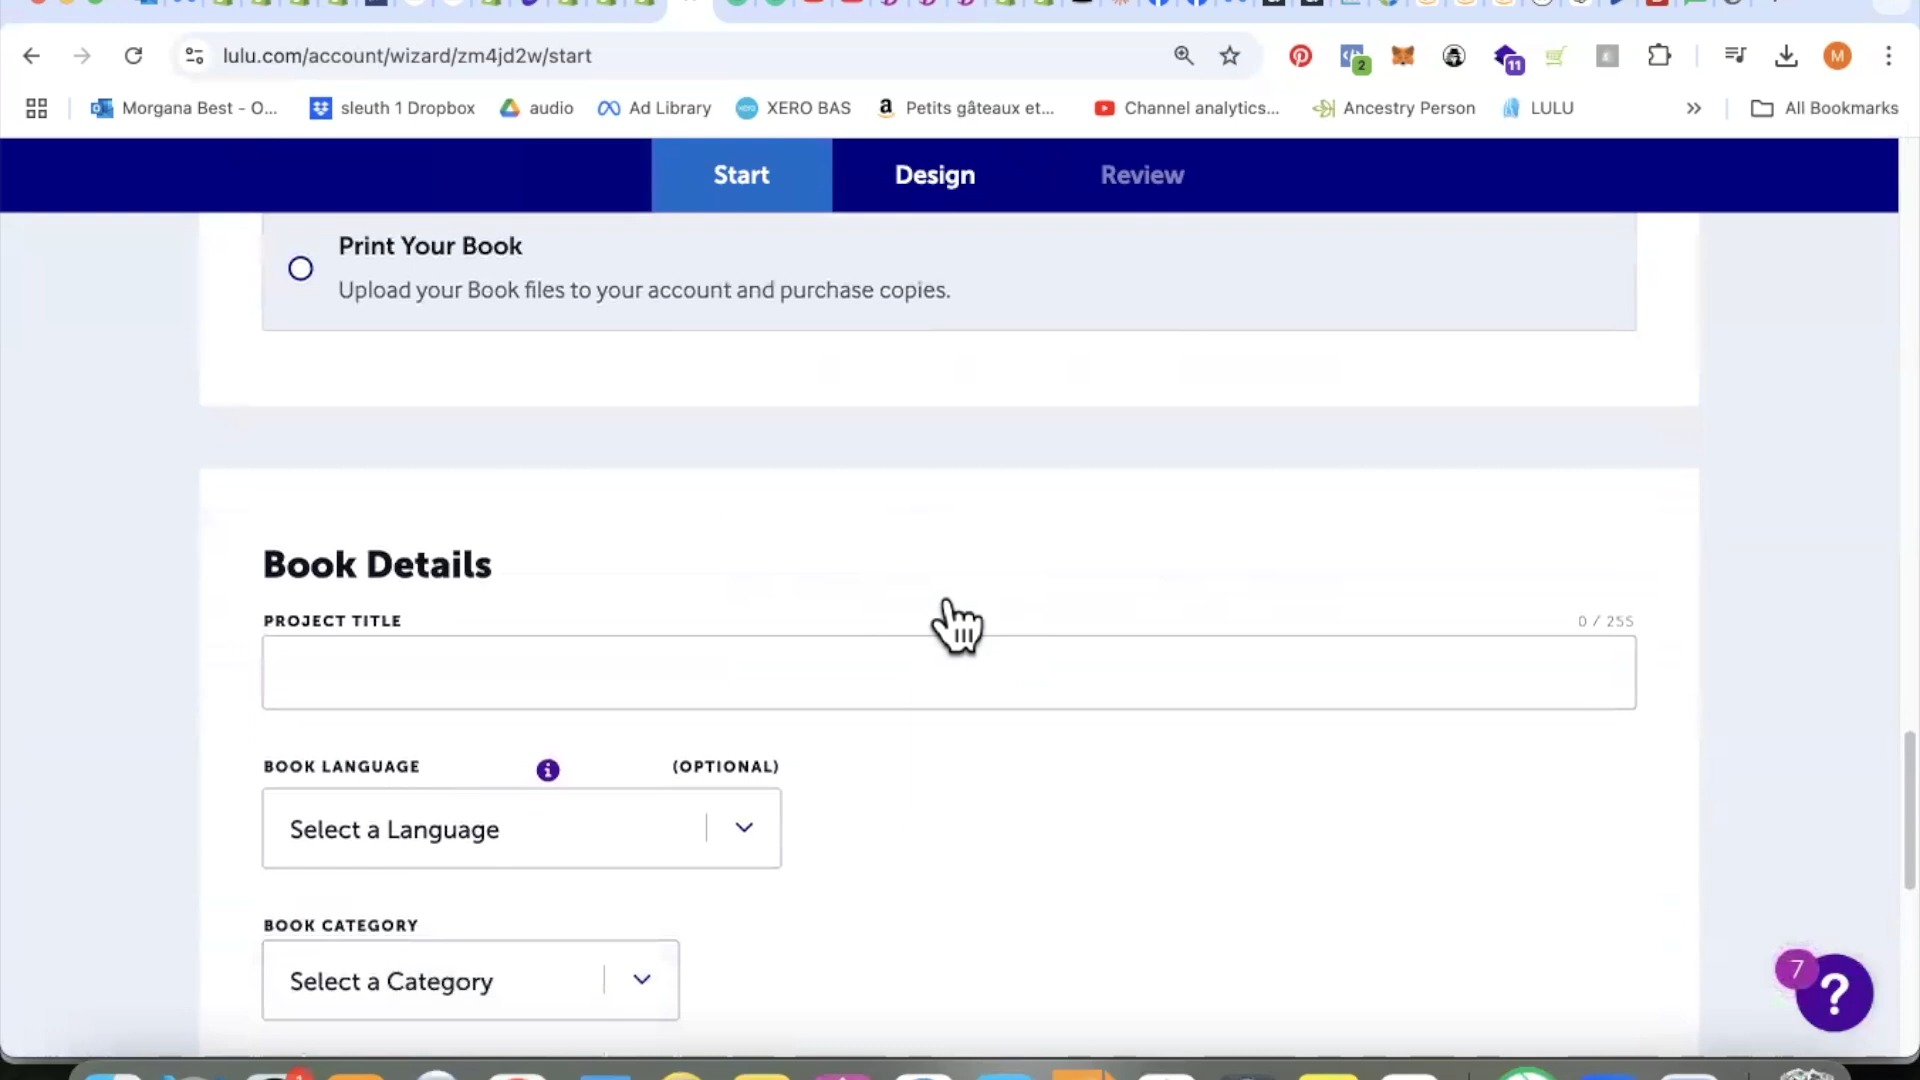 lulu.com/account/wizard/zm4jd2w/start
2
11
M
Morgana Best - O...
sleuth 1 Dropbox
audio
Ad Library
XERO BAS
Petits gâteaux et...
Channel analytics...
Ancestry Person
LULU
All Bookmarks
Start
Design
Review
Print Your Book
Upload your Book files to your account and purchase copies.
Book Details
PROJECT TITLE
0 / 255
BOOK LANGUAGE
(OPTIONAL)
Select a Language
BOOK CATEGORY
Select a Category
7
?